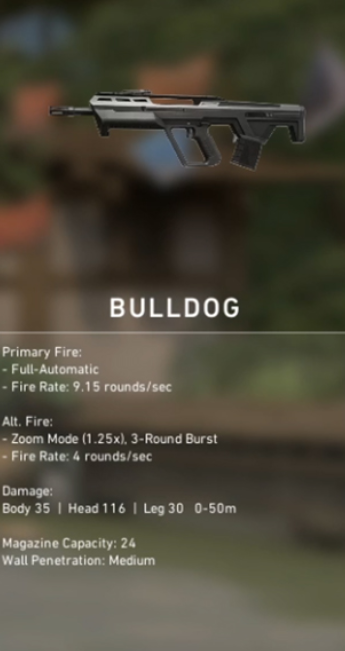 BULLDOG
Primary Fire:
- Full-Automatic
- Fire Rate: 9.15 rounds/sec
Alt. Fire:
- Zoom Mode (1.25x), 3-Round Burst
- Fire Rate: 4 rounds/sec
Damage:
Body 35 | Head 116 | Leg 30 0-50m
Magazine Capacity: 24
Wall Penetration: Medium